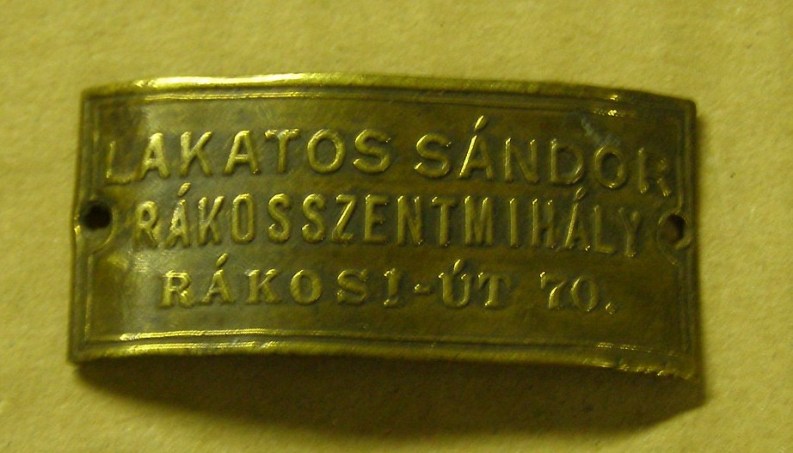 LAKATOS SÁNDOR
RÁKOSSZENTMIHÁLY
RÁKOSI-ÚT 70.